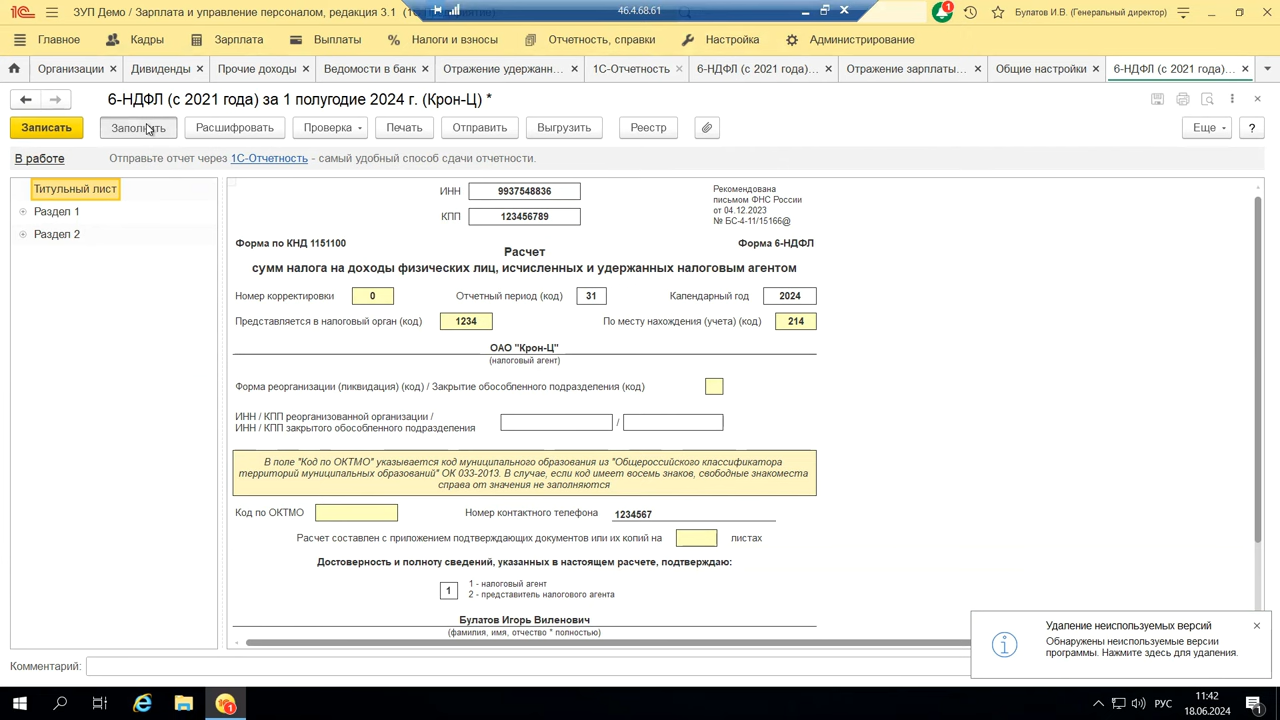 ЗУП Демо / Зарплата и управление персоналом, редакция 3.1 (1С
46.4.68.61
1
Булатов И.В. (Генеральный директор)
Главное Кадры Зарплата Выплаты % Налоги и взносы Отчетность, справки Настройка Администрирование
Организации Дивиденды Прочие доходы Ведомости в банк Отражение удержанн... 1С-Отчетность 6-НДФЛ (с 2021 года)... Отражение зарплаты... Общие настройки 6-НДФЛ (с 2021 года)...
6-НДФЛ (с 2021 года) за 1 полугодие 2024 г. (Крон-Ц) *
Записать Заполнить Расшифровать Проверка Печать Отправить Выгрузить Реестр Еще ?
В работе Отправьте отчет через 1С-Отчетность - самый удобный способ сдачи отчетности.
Титульный лист
Раздел 1
Раздел 2
ИНН 9937548836
КПП 123456789
Рекомендована
письмом ФНС России
от 04.12.2023
№ БС-4-11/15166@
Форма по КНД 1151100 Форма 6-НДФЛ
Расчет
сумм налога на доходы физических лиц, исчисленных и удержанных налоговым агентом
Номер корректировки 0 Отчетный период (код) 31 Календарный год 2024
Представляется в налоговый орган (код) 1234 По месту нахождения (учета) (код) 214
ОАО "Крон-Ц"
(налоговый агент)
Форма реорганизации (ликвидация) (код) / Закрытие обособленного подразделения (код)
ИНН / КПП реорганизованной организации /
ИНН / КПП закрытого обособленного подразделения /
В поле "Код по ОКТМО" указывается код муниципального образования из "Общероссийского классификатора
территорий муниципальных образований" ОК 033-2013. В случае, если код имеет восемь знаков, свободные знакоместа
справа от значения не заполняются
Код по ОКТМО Номер контактного телефона 1234567
Расчет составлен с приложением подтверждающих документов или их копий на листах
Достоверность и полноту сведений, указанных в настоящем расчете, подтверждаю:
1 1 - налоговый агент
2 - представитель налогового агента
Булатов Игорь Виленович
(фамилия, имя, отчество * полностью)
Удаление неиспользуемых версий
Обнаружены неиспользуемые версии
программы. Нажмите здесь для удаления.
Комментарий:
1
РУС
11:42
18.06.2024
1